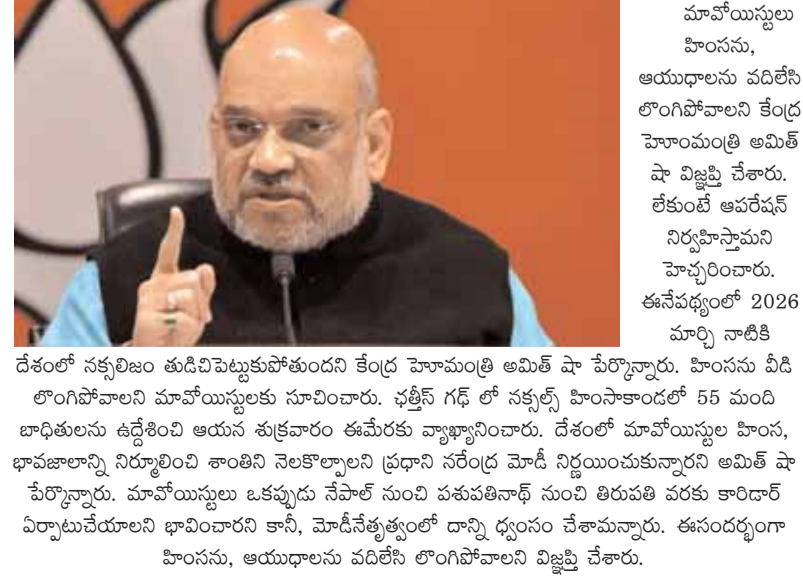 మావోయిస్టులు
హింసను,
ఆయుధాలను వదిలేసి
లొంగిపోవాలని కేంద్ర
హెూంమంత్రి అమిత్
షా విజ్ఞప్తి చేశారు.
లేకుంటే ఆపరేషన్
నిర్వహిస్తామని
హెచ్చరించారు.
ఈనేపథ్యంలో 2026
మార్చి నాటికి
దేశంలో నక్సలిజం తుడిచిపెట్టుకుపోతుందని కేంద్ర హెూమంత్రి అమిత్ షా పేర్కొన్నారు. హింసను వీడి
లొంగిపోవాలని మావోయిస్టులకు సూచించారు. ఛత్తీస్ గఢ్ లో నక్సల్స్ హింసాకాండలో 55 మంది
బాధితులను ఉద్దేశించి ఆయన శుక్రవారం ఈమేరకు వ్యాఖ్యానించారు. దేశంలో మావోయిస్టుల హింస,
భావజాలాన్ని నిర్మూలించి శాంతిని నెలకొల్పాలని ప్రధాని నరేంద్ర మోడీ నిర్ణయించుకున్నారని అమిత్ షా
పేర్కొన్నారు. మావోయిస్టులు ఒకప్పుడు నేపాల్ నుంచి పశుపతినాథ్ నుంచి తిరుపతి వరకు కారిడార్
ఏర్పాటుచేయాలని భావించారని కానీ, మోడీనేతృత్వంలో దాన్ని ధ్వంసం చేశామన్నారు. ఈసందర్భంగా
హింసను, ఆయుధాలను వదిలేసి లొంగిపోవాలని విజ్ఞప్తి చేశారు.